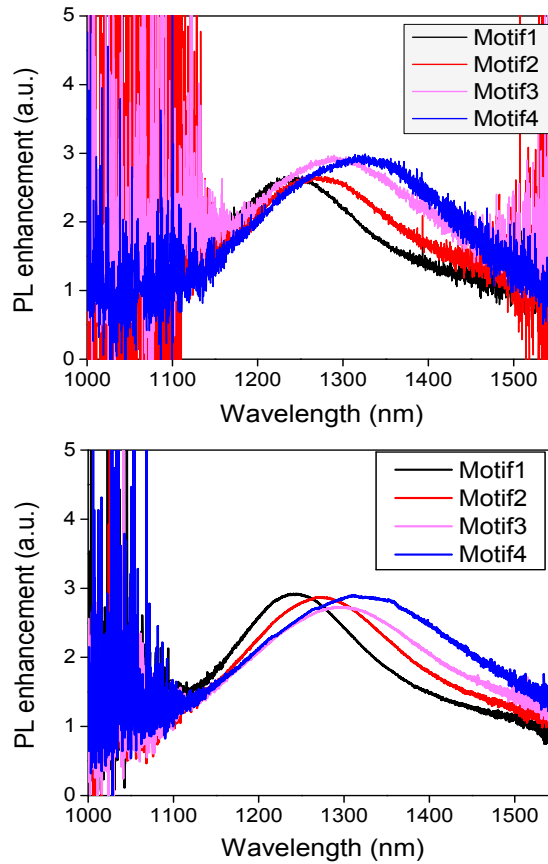 5
4
3
2
1
0
PL enhancement (a.u.)
Motif1
Motif2
Motif3
Motif4
1000 1100 1200 1300 1400 1500
Wavelength (nm)
5
4
3
2
1
0
PL enhancement (a.u.)
Motif1
Motif2
Motif3
Motif4
1000 1100 1200 1300 1400 1500
Wavelength (nm)